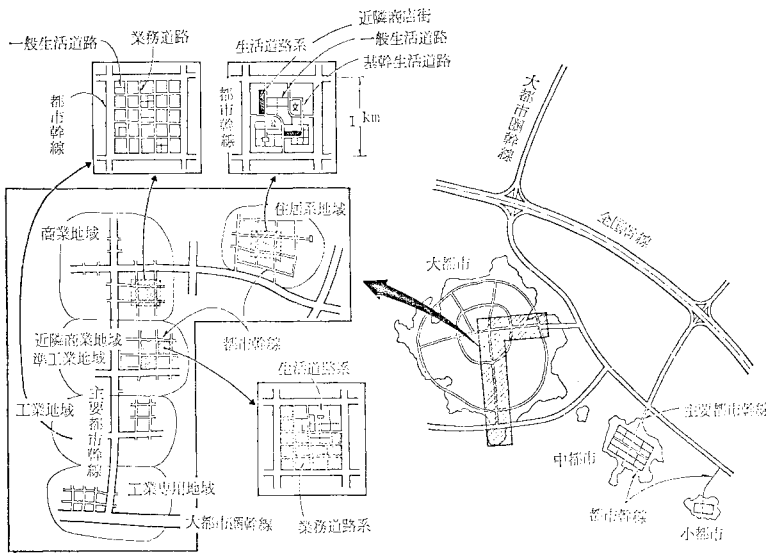 近隣商店街
一般生活道路
業務道路
生活道路系
一般生活道路
基幹生活道路
都市幹線
都市幹線
1km
大都市圏幹線
全国幹線
商業地域
住居系地域
大都市
近隣商業地域
準工業地域
都市幹線
生活道路系
工業地域
主要都市幹線
主要都市幹線
中都市
工業専用地域
大都市圏幹線
業務道路系
都市幹線
小都市